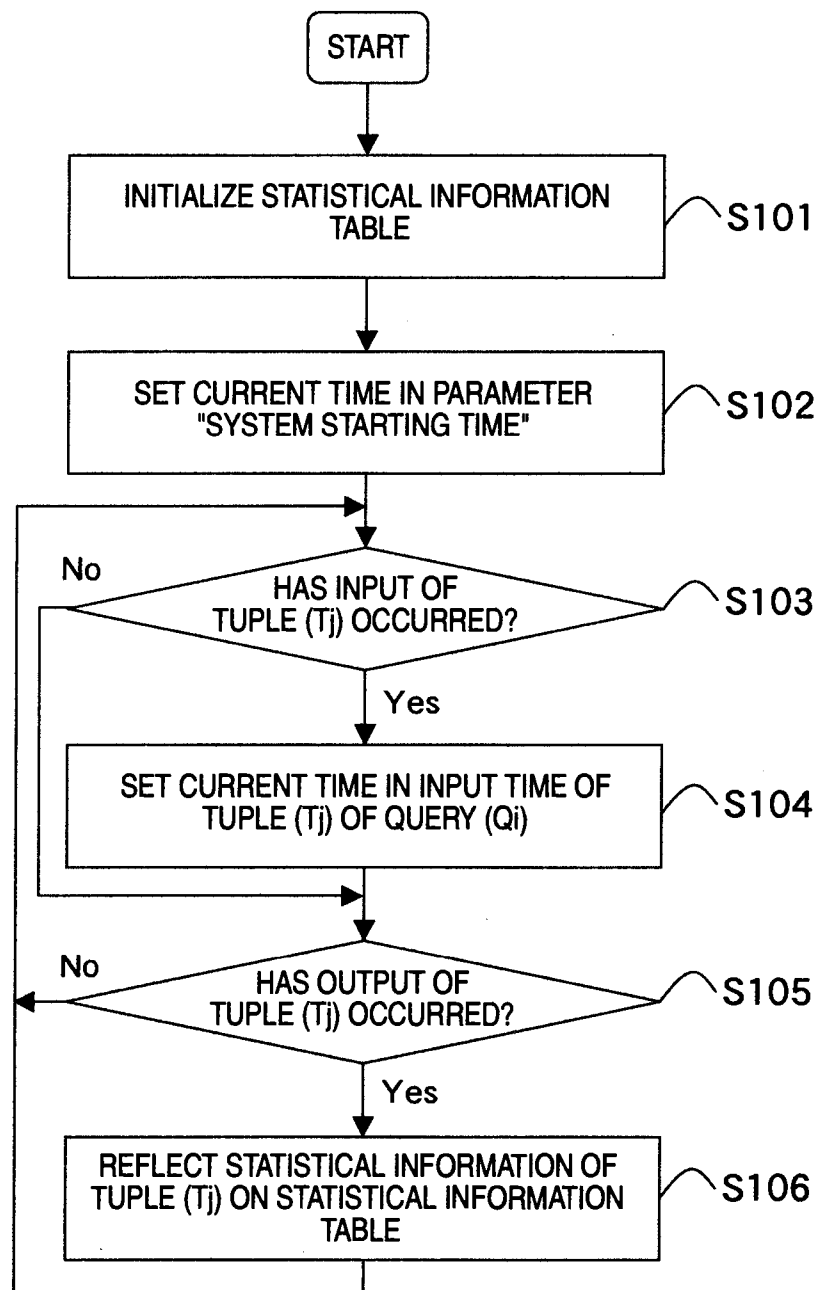 START
INITIALIZE STATISTICAL INFORMATION
TABLE
S101
SET CURRENT TIME IN PARAMETER
"SYSTEM STARTING TIME"
S102
No
HAS INPUT OF
TUPLE (Tj) OCCURRED?
S103
Yes
SET CURRENT TIME IN INPUT TIME OF
TUPLE (Tj) OF QUERY (Qi)
S104
No
HAS OUTPUT OF
TUPLE (Tj) OCCURRED?
S105
Yes
REFLECT STATISTICAL INFORMATION OF
TUPLE (Tj) ON STATISTICAL INFORMATION
TABLE
S106